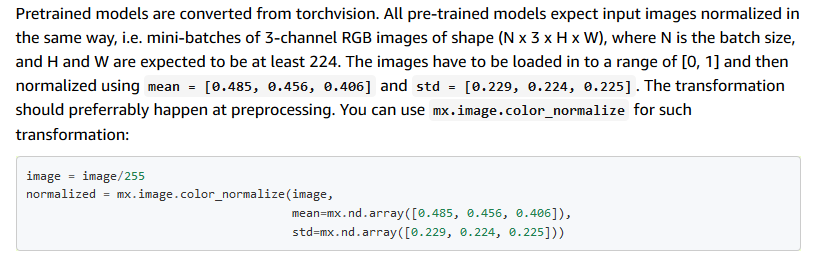 Pretrained models are converted from torchvision. All pre-trained models expect input images normalized in
the same way, i.e. mini-batches of 3-channel RGB images of shape (N x 3 x H x W), where N is the batch size,
and H and W are expected to be at least 224. The images have to be loaded in to a range of [0, 1] and then
normalized using mean = [0.485, 0.456, 0.406] and std = [0.229, 0.224, 0.225]. The transformation
should preferrably happen at preprocessing. You can use mx.image.color_normalize for such
transformation:
image = image/255
normalized = mx.image.color_normalize(image,
mean=mx.nd.array([0.485, 0.456, 0.406]),
std=mx.nd.array([0.229, 0.224, 0.225]))